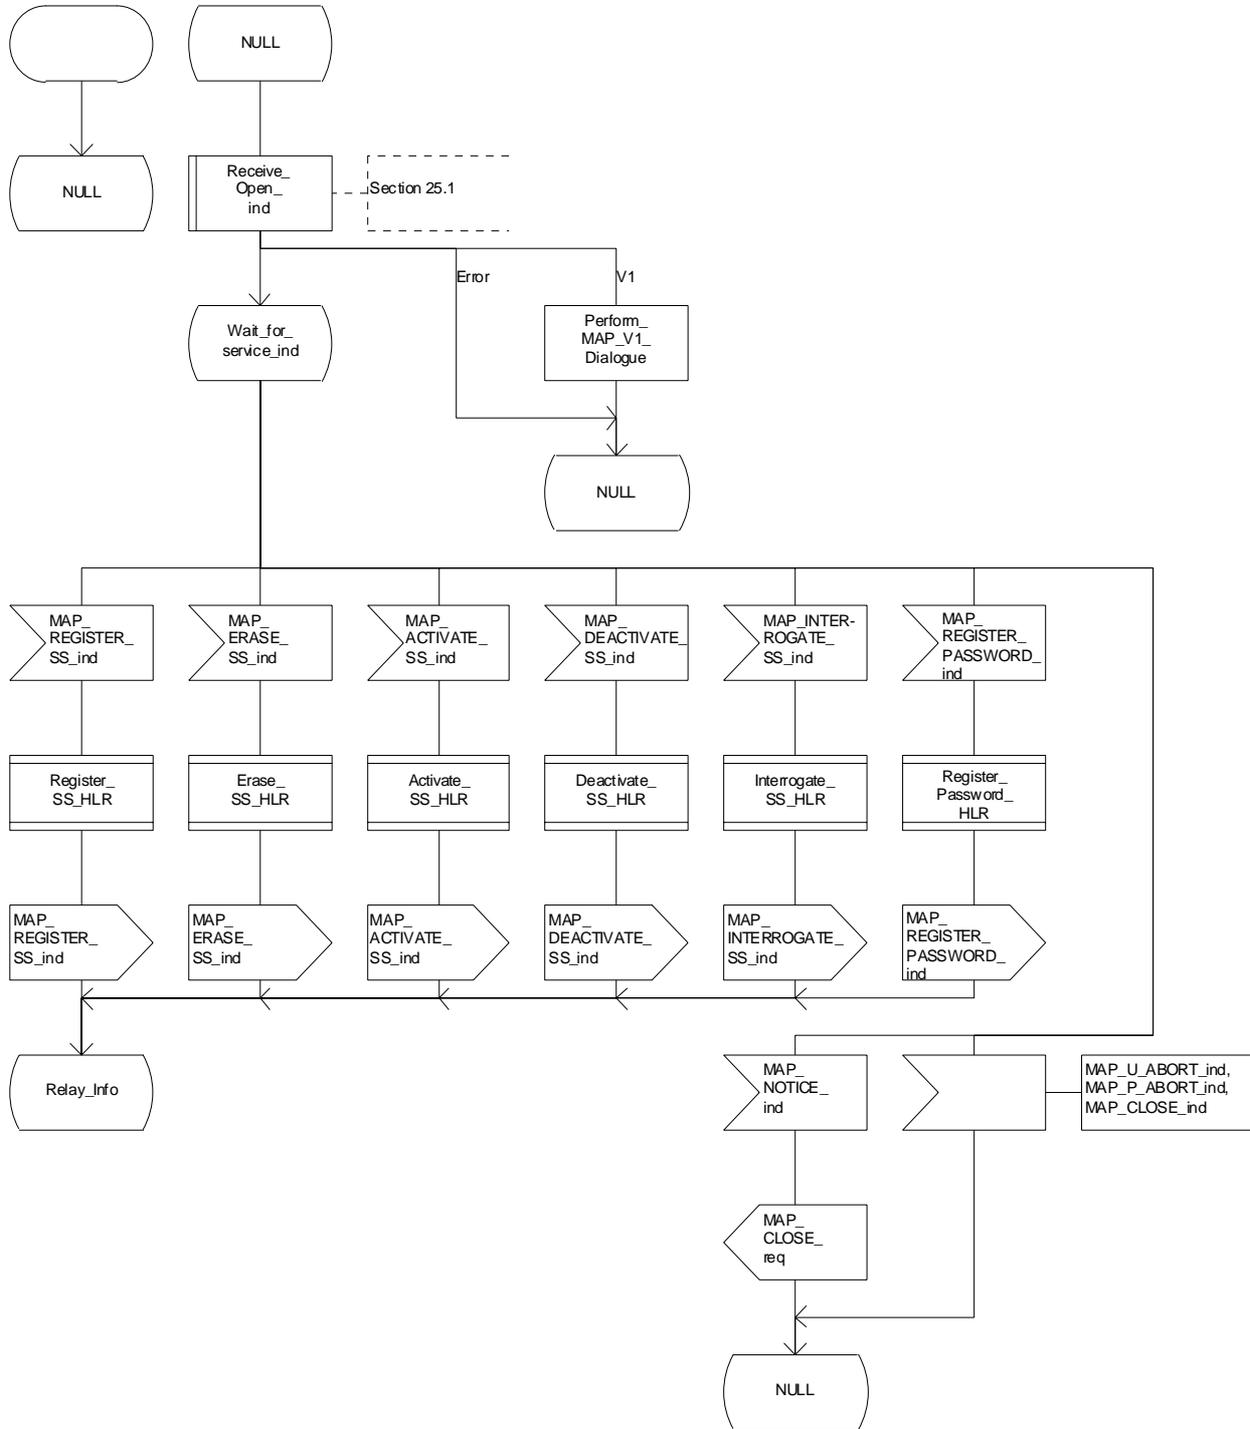 NULL
NULL
Receive_
Open_
ind
Section 25.1
Error
V1
Wait_for_
service_ind
Perform_
MAP_V1_
Dialogue
NULL
MAP_
REGISTER_
SS_ind
MAP_
ERASE_
SS_ind
MAP_
ACTIVATE_
SS_ind
MAP_
DEACTIVATE_
SS_ind
MAP_INTER-
ROGATE_
SS_ind
MAP_
REGISTER_
PASSWORD_
ind
Register_
SS_HLR
Erase_
SS_HLR
Activate_
SS_HLR
Deactivate_
SS_HLR
Interrogate_
SS_HLR
Register_
Password_
HLR
MAP_
REGISTER_
SS_ind
MAP_
ERASE_
SS_ind
MAP_
ACTIVATE_
SS_ind
MAP_
DEACTIVATE_
SS_ind
MAP_
INTERROGATE_
SS_ind
MAP_
REGISTER_
PASSWORD_
ind
Relay_Info
MAP_
NOTICE_
ind
MAP_U_ABORT_ind,
MAP_P_ABORT_ind,
MAP_CLOSE_ind
MAP_
CLOSE_
req
NULL